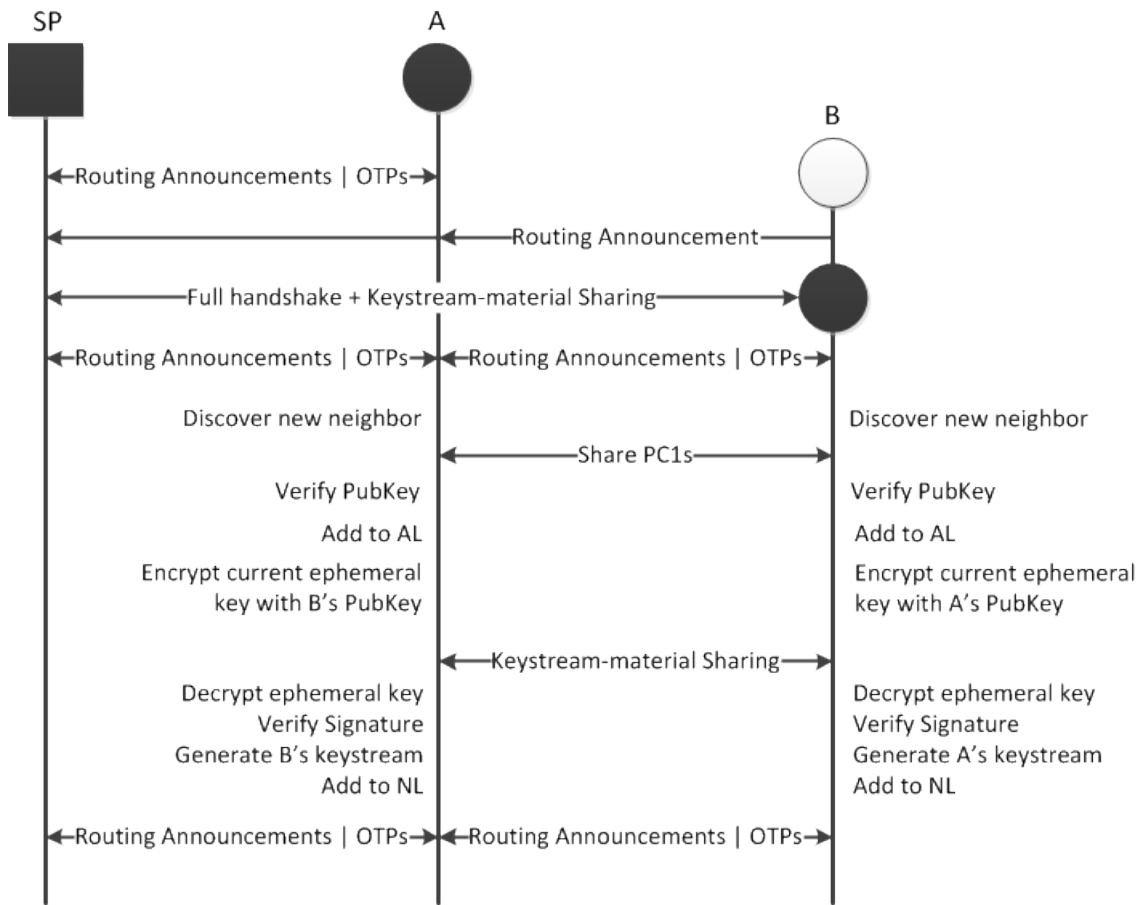 SP
A
B
Routing Announcements | OTPs
Routing Announcement
Full handshake + Keystream-material Sharing
Routing Announcements | OTPs
Routing Announcements | OTPs
Discover new neighbor
Discover new neighbor
Share PC1s
Verify PubKey
Verify PubKey
Add to AL
Add to AL
Encrypt current ephemeral
key with B's PubKey
Encrypt current ephemeral
key with A's PubKey
Keystream-material Sharing
Decrypt ephemeral key
Verify Signature
Generate B's keystream
Add to NL
Decrypt ephemeral key
Verify Signature
Generate A's keystream
Add to NL
Routing Announcements | OTPs
Routing Announcements | OTPs